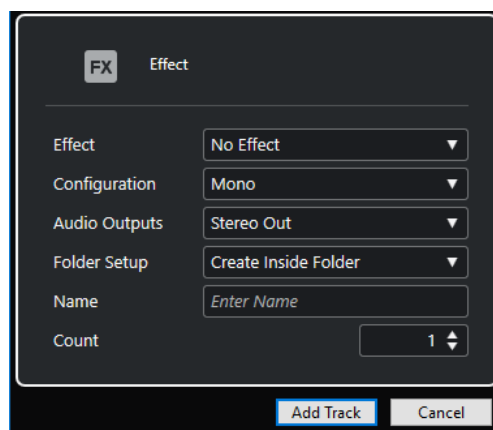 FX Effect
Effect No Effect
Configuration Mono
Audio Outputs Stereo Out
Folder Setup Create Inside Folder
Name Enter Name
Count 1
Add Track Cancel